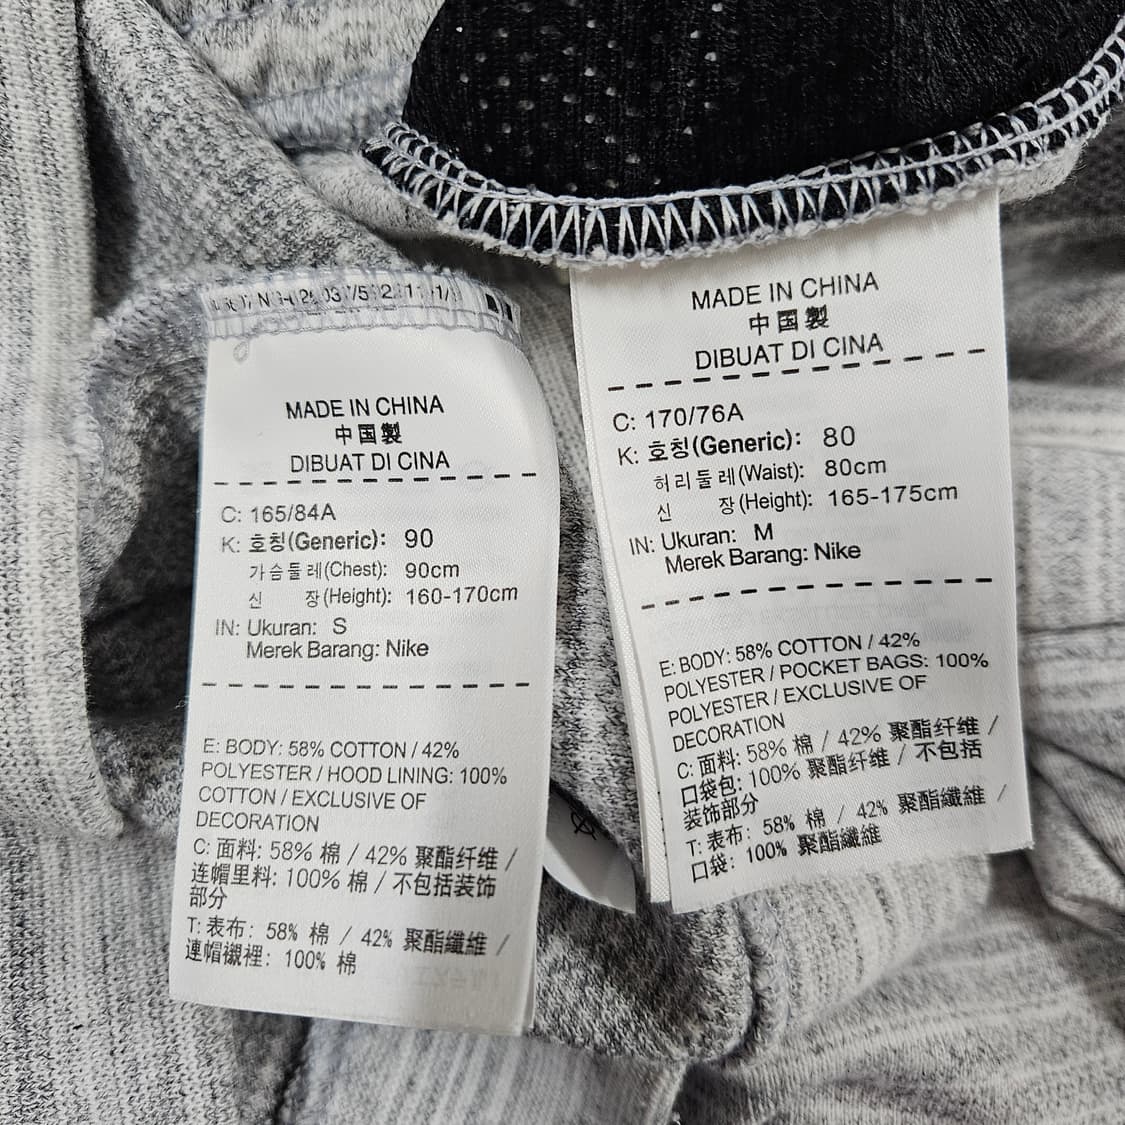 MADE IN CHINA
中国製
DIBUAT DI CINA
C: 165/84A
K: 호칭(Generic): 90
가슴둘레(Chest): 90cm
신 장(Height): 160-170cm
IN: Ukuran: S
Merek Barang: Nike
E: BODY: 58% COTTON / 42%
POLYESTER / HOOD LINING: 100%
COTTON / EXCLUSIVE OF
DECORATION
C: 面料: 58% 棉 / 42% 聚酯纤维 /
连帽里料: 100% 棉 / 不包括装饰
部分
T: 表布: 58% 棉 / 42% 聚酯纖維 /
連帽襯裡: 100% 棉
MADE IN CHINA
中国製
DIBUAT DI CINA
C: 170/76A
K: 호칭(Generic): 80
허리둘레(Waist): 80cm
신 장(Height): 165-175cm
IN: Ukuran: M
Merek Barang: Nike
E: BODY: 58% COTTON / 42%
POLYESTER / POCKET BAGS: 100%
POLYESTER / EXCLUSIVE OF
DECORATION
C: 面料: 58% 棉 / 42% 聚酯纤维 /
口袋包: 100% 聚酯纤维 / 不包括
装饰部分
T: 表布: 58% 棉 / 42% 聚酯纖維 /
口袋: 100% 聚酯纖維